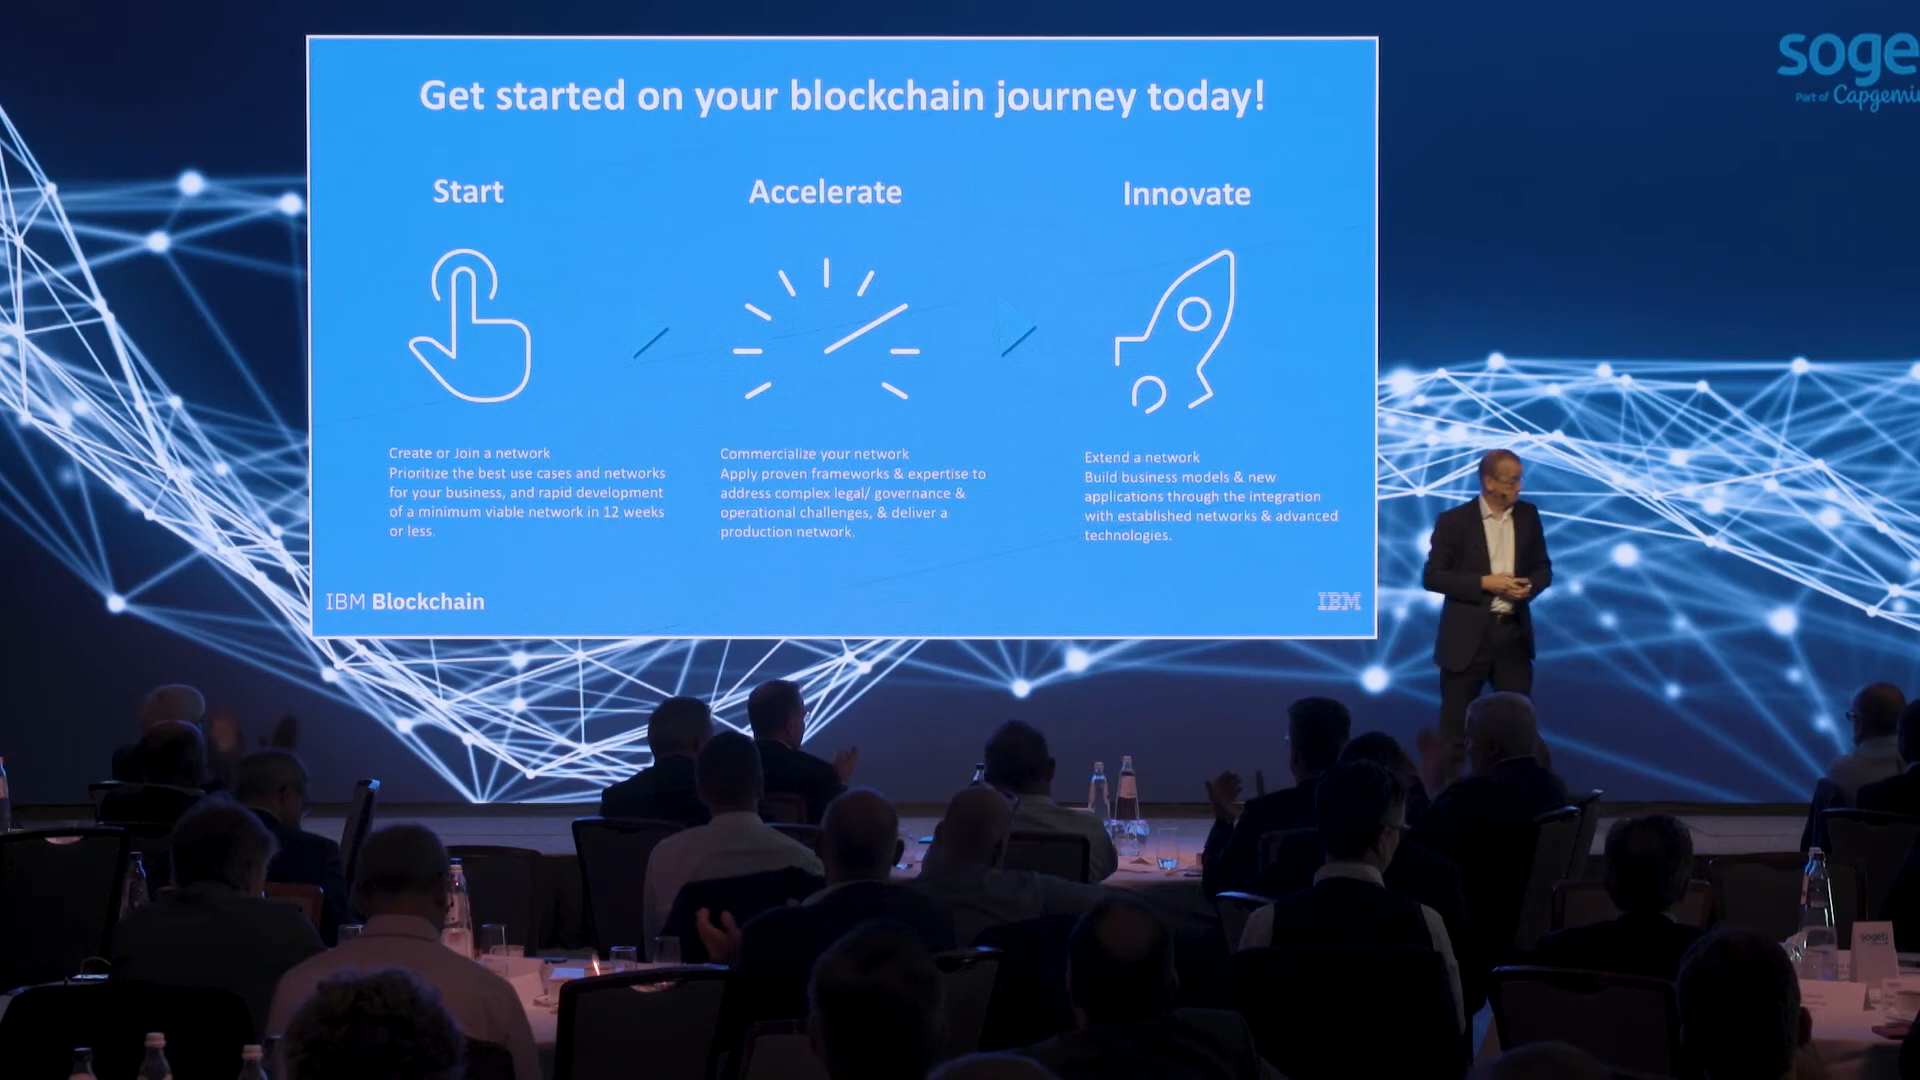 soge
Part of Capgemin
Get started on your blockchain journey today!
Start
Accelerate
Innovate
Create or Join a network
Prioritize the best use cases and networks
for your business, and rapid development
of a minimum viable network in 12 weeks
or less.
Commercialize your network
Apply proven frameworks & expertise to
address complex legal/ governance &
operational challenges, & deliver a
production network.
Extend a network
Build business models & new
applications through the integration
with established networks & advanced
technologies.
IBM Blockchain
IBM
sogeti